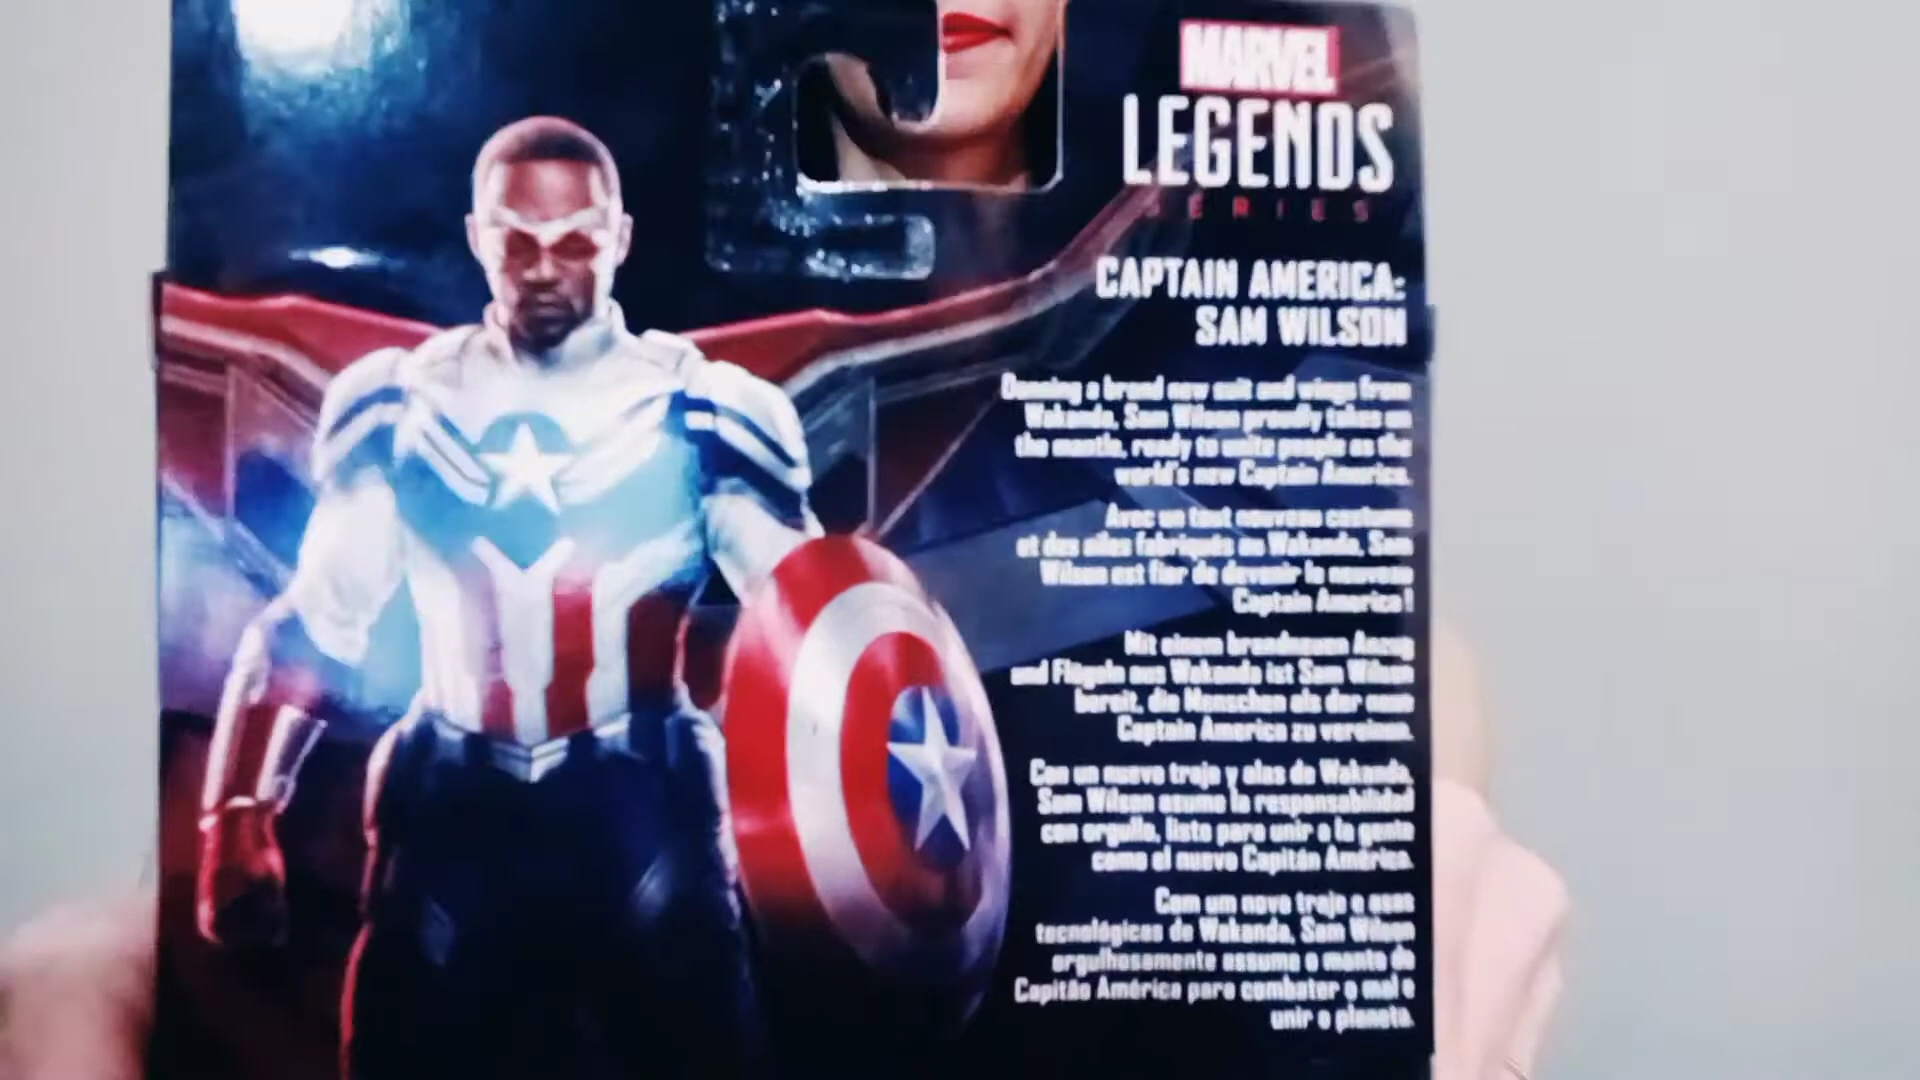 MARVEL
LEGENDS
SERIES
CAPTAIN AMERICA:
SAM WILSON
Donning a brand new suit and wings from
Wakanda, Sam Wilson proudly takes on
the mantle, ready to unite people as the
world's new Captain America.
Avec un tout nouveau costume
et des ailes fabriqués au Wakanda, Sam
Wilson est fier de devenir le nouveau
Captain America !
Mit einem brandneuen Anzug
und Flügeln aus Wakanda ist Sam Wilson
bereit, die Menschen als der neue
Captain America zu vereinen.
Con un nuevo traje y alas de Wakanda,
Sam Wilson asume la responsabilidad
con orgullo, listo para unir a la gente
como el nuevo Capitán América.
Com um novo traje e asas
tecnológicas de Wakanda, Sam Wilson
orgulhosamente assume o manto de
Capitão América para combater o mal e
unir o planeta.